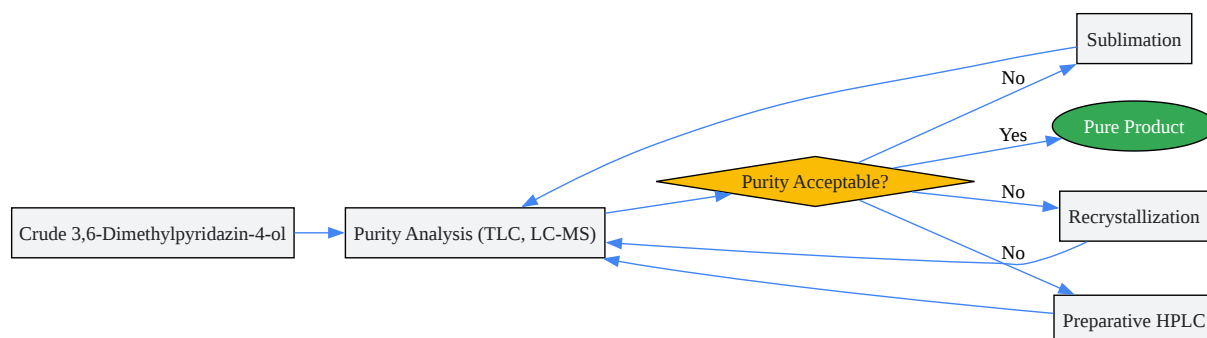 Sublimation
No
Pure Product
Yes
Purity Acceptable?
No
Recrystallization
Crude 3,6-Dimethylpyridazin-4-ol
Purity Analysis (TLC, LC-MS)
No
Preparative HPLC